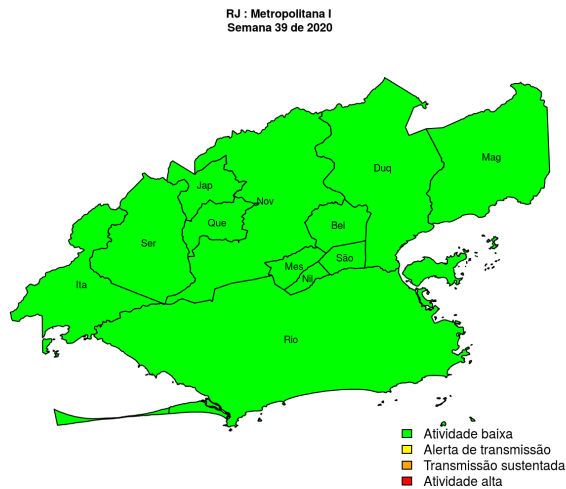 RJ : Metropolitana I
Semana 39 de 2020
Duq
Mag
Jap
Nov
Que
Bel
Ser
São
Mes
Nil
Ita
Rio
Atividade baixa
Alerta de transmissão
Transmissão sustentada
Atividade alta